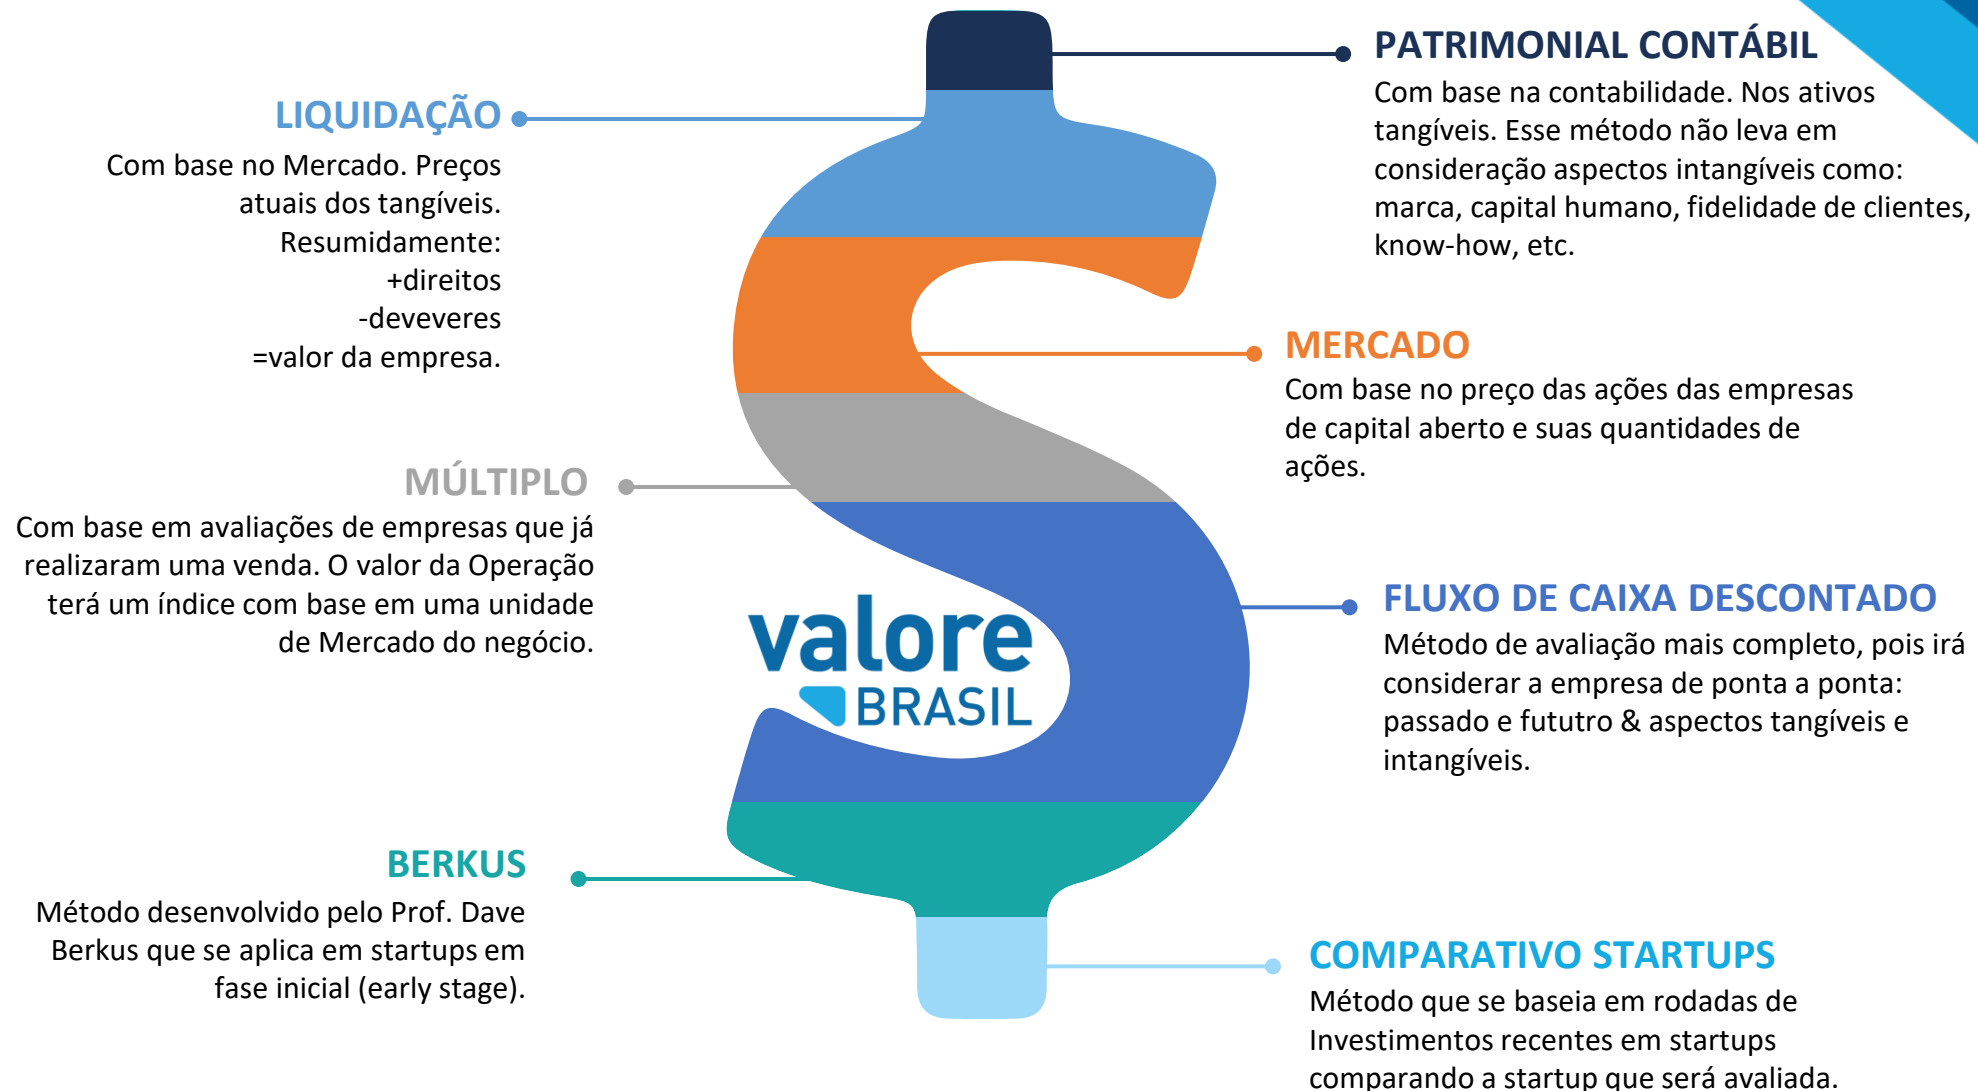 PATRIMONIAL CONTÁBIL
Com base na contabilidade. Nos ativos
tangíveis. Esse método não leva em
consideração aspectos intangíveis como:
marca, capital humano, fidelidade de clientes,
know-how, etc.
LIQUIDAÇÃO
Com base no Mercado. Preços
atuais dos tangíveis.
Resumidamente:
+direitos
-deveveres
=valor da empresa.
MERCADO
Com base no preço das ações das empresas
de capital aberto e suas quantidades de
ações.
MÚLTIPLO
Com base em avaliações de empresas que já
realizaram uma venda. O valor da Operação
terá um índice com base em uma unidade
de Mercado do negócio.
valore
BRASIL
FLUXO DE CAIXA DESCONTADO
Método de avaliação mais completo, pois irá
considerar a empresa de ponta a ponta:
passado e fututro & aspectos tangíveis e
intangíveis.
BERKUS
Método desenvolvido pelo Prof. Dave
Berkus que se aplica em startups em
fase inicial (early stage).
COMPARATIVO STARTUPS
Método que se baseia em rodadas de
Investimentos recentes em startups
comparando a startup que será avaliada.